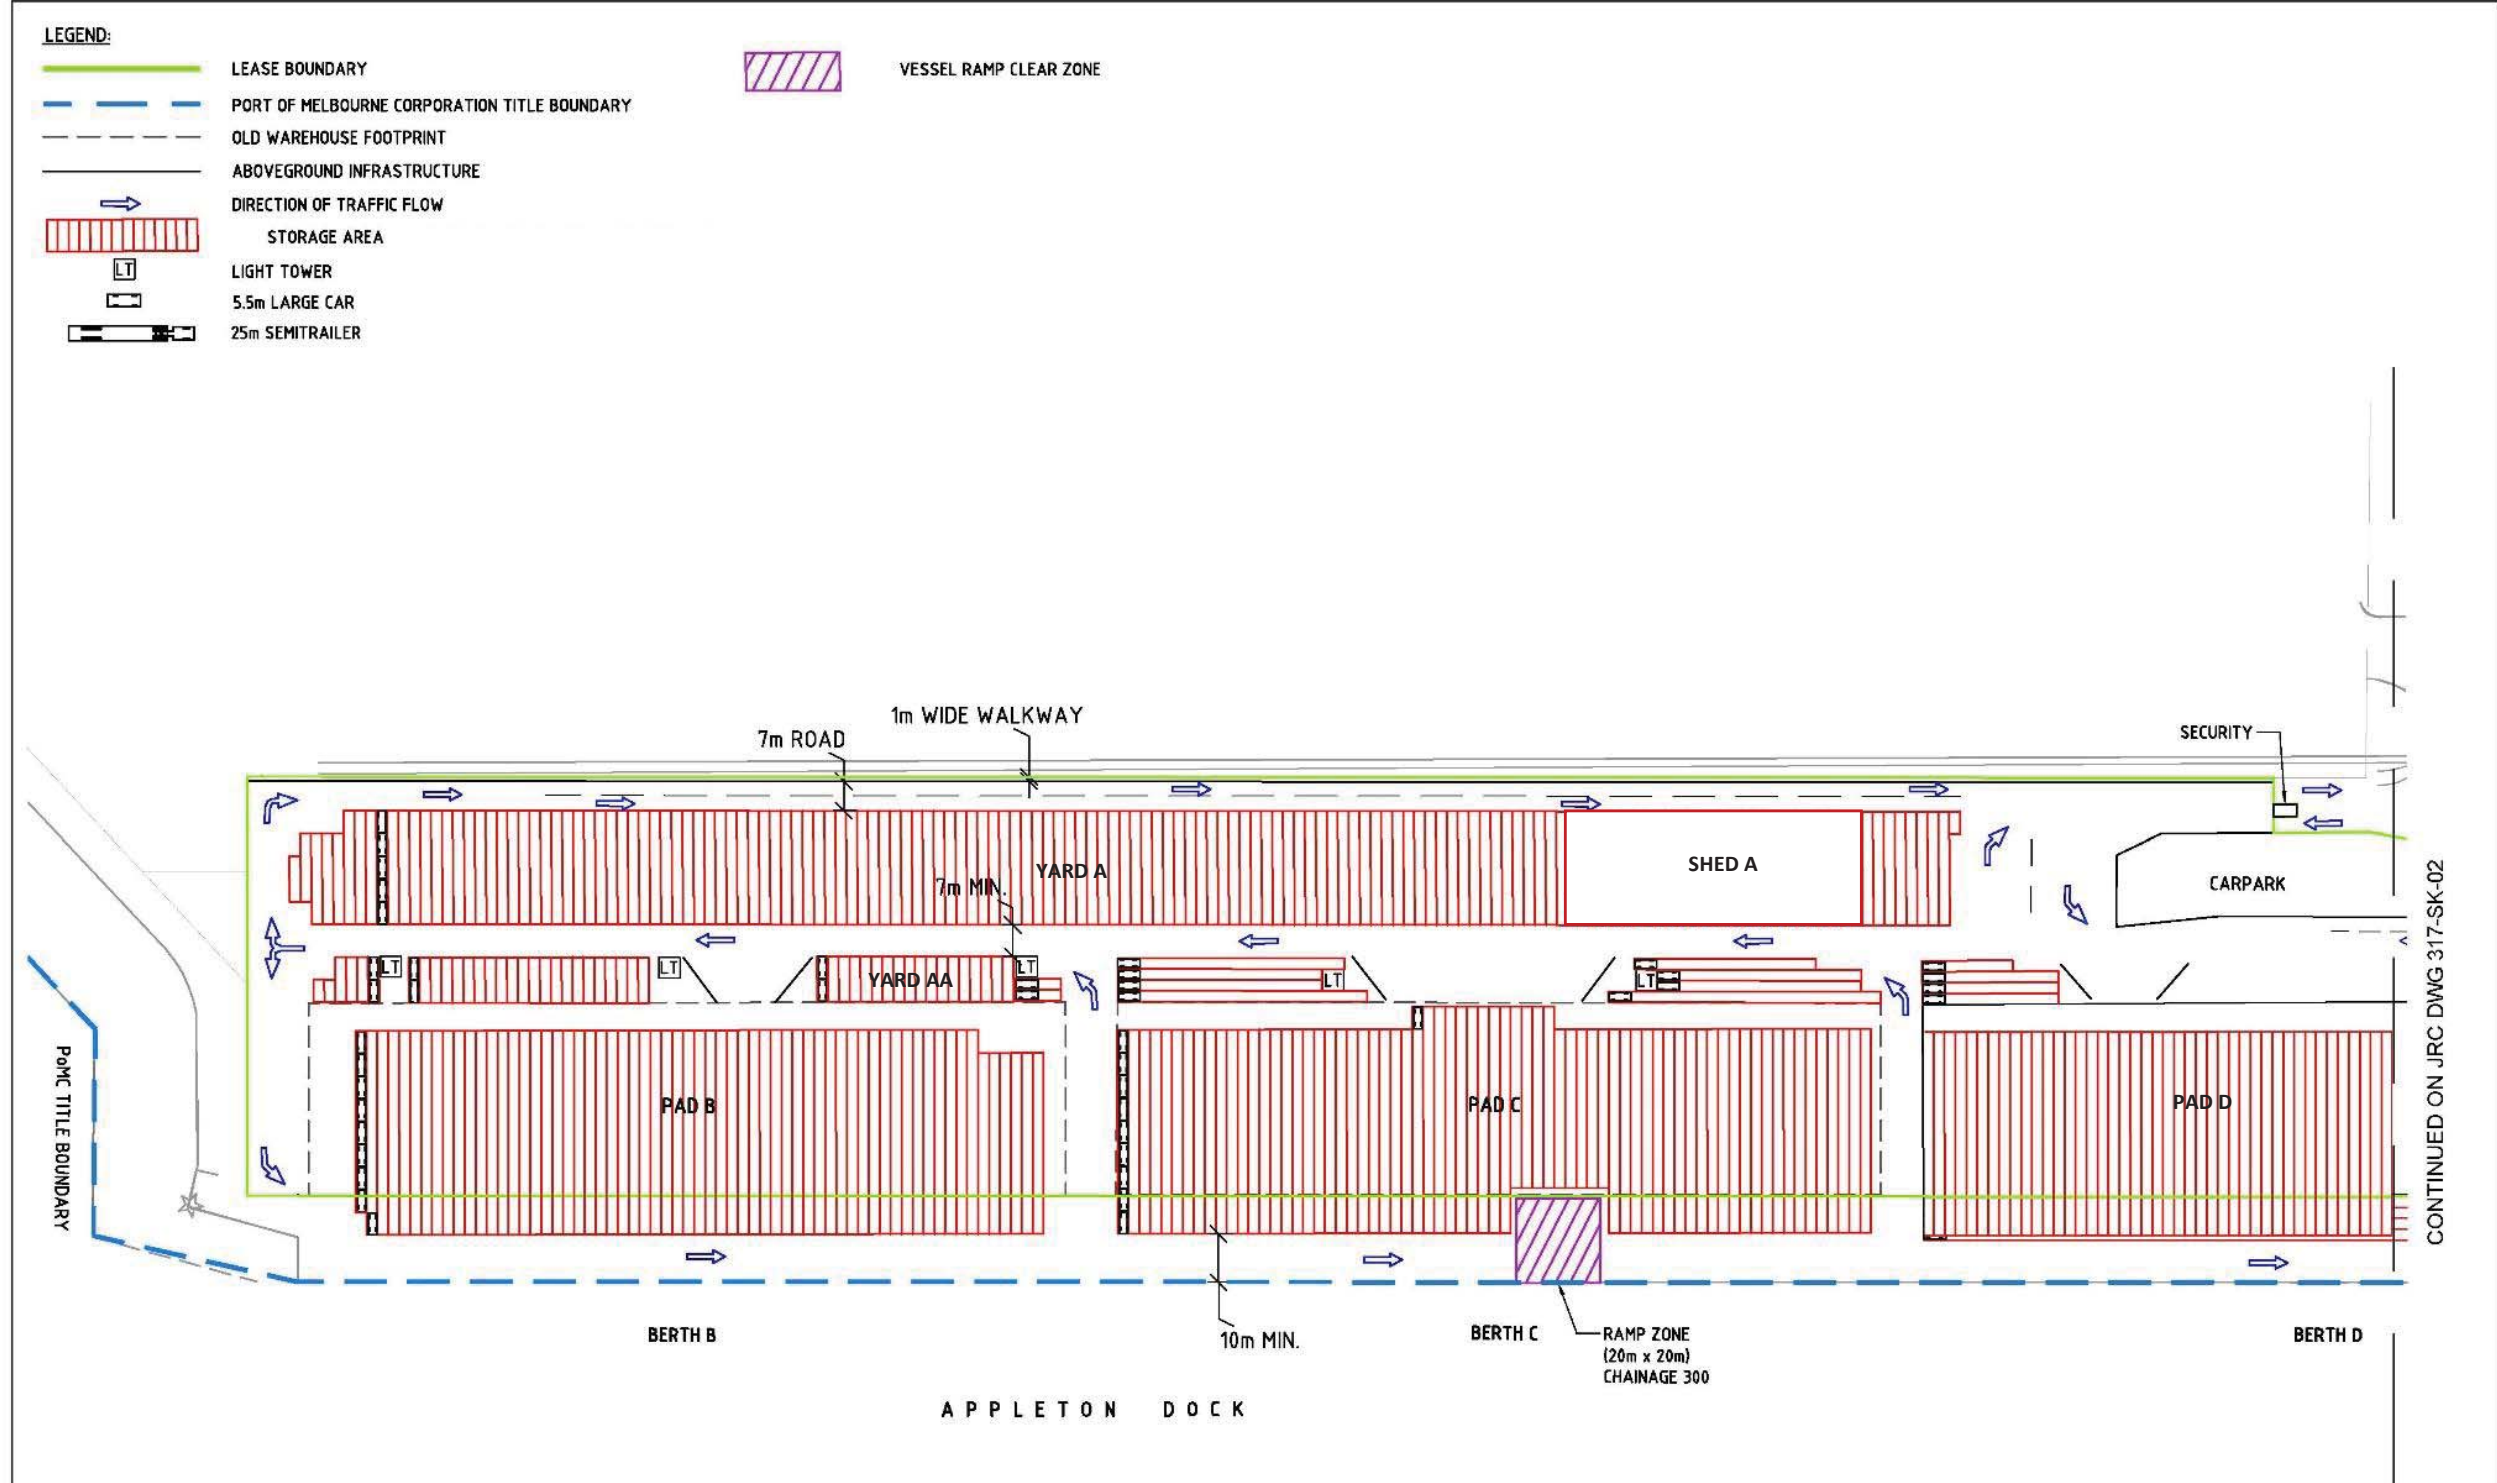 LEGEND:
LEASE BOUNDARY
PORT OF MELBOURNE CORPORATION TITLE BOUNDARY
OLD WAREHOUSE FOOTPRINT
ABOVEGROUND INFRASTRUCTURE
DIRECTION OF TRAFFIC FLOW
STORAGE AREA
LT
LIGHT TOWER
5.5m LARGE CAR
25m SEMITRAILER
VESSEL RAMP CLEAR ZONE
1m WIDE WALKWAY
7m ROAD
SECURITY
YARD A
SHED A
7m MIN.
CARPARK
LT
LT
YARD AA
LT
LT
LT
PAD B
PAD C
PAD D
PoMC TITLE BOUNDARY
CONTINUED ON JRC DWG 317-SK-02
BERTH B
10m MIN.
BERTH C
RAMP ZONE
(20m x 20m)
CHAINAGE 300
BERTH D
APPLETON DOCK